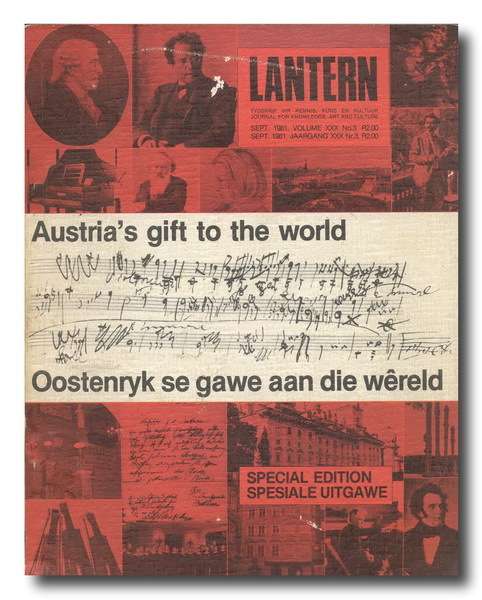 LANTERN
TYDSKRIF VIR KENNIS, KUNS EN KULTUUR
JOURNAL FOR KNOWLEDGE, ART AND CULTURE
SEPT. 1981. VOLUME XXX No.3. R2.00
SEPT. 1981 JAARGANG XXX Nr.3, R2,00
Austria's gift to the world
Oostenryk se gawe aan die wêreld
SPECIAL EDITION
SPESIALE UITGAWE